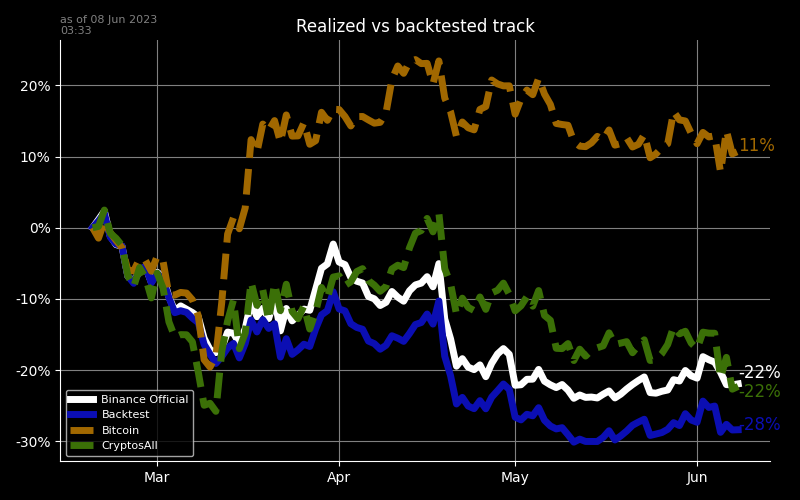 as of 08 Jun 2023
03:33
Realized vs backtested track
20%
10%
0%
-10%
-20%
-30%
11%
-22%
-22%
-28%
Binance Official
Backtest
Bitcoin
CryptosAll
Mar
Apr
May
Jun